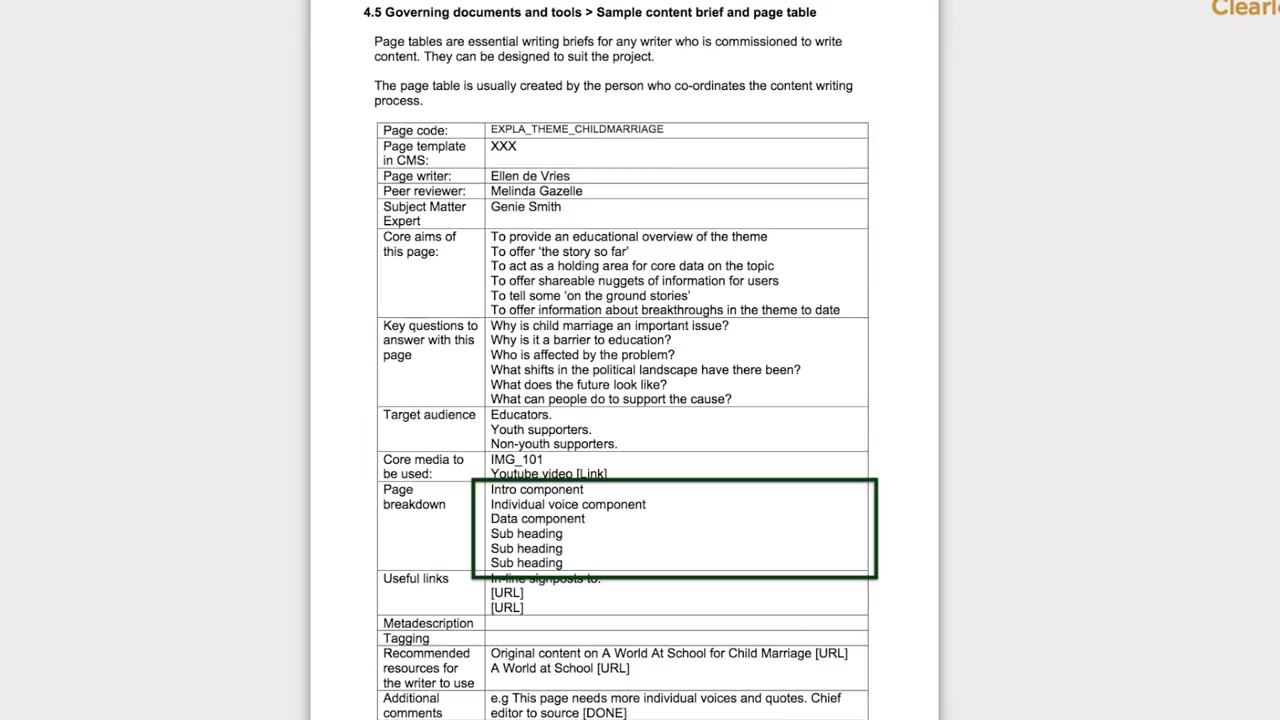 4.5 Governing documents and tools > Sample content brief and page table
Page tables are essential writing briefs for any writer who is commissioned to write
content. They can be designed to suit the project.
The page table is usually created by the person who co-ordinates the content writing
process.
Page code: EXPLA_THEME_CHILDMARRIAGE
Page template XXX
in CMS:
Page writer: Ellen de Vries
Peer reviewer: Melinda Gazelle
Subject Matter Genie Smith
Expert
Core aims of To provide an educational overview of the theme
this page: To offer ‘the story so far’
To act as a holding area for core data on the topic
To offer shareable nuggets of information for users
To tell some ‘on the ground stories’
To offer information about breakthroughs in the theme to date
Key questions to Why is child marriage an important issue?
answer with this Why is it a barrier to education?
page Who is affected by the problem?
What shifts in the political landscape have there been?
What does the future look like?
What can people do to support the cause?
Target audience Educators.
Youth supporters.
Non-youth supporters.
Core media to IMG_101
be used: Youtube video [Link]
Page Intro component
breakdown Individual voice component
Data component
Sub heading
Sub heading
Sub heading
Useful links In-line signposts to:
[URL]
[URL]
Metadescription
Tagging
Recommended Original content on A World At School for Child Marriage [URL]
resources for A World at School [URL]
the writer to use
Additional e.g This page needs more individual voices and quotes. Chief
comments editor to source [DONE]